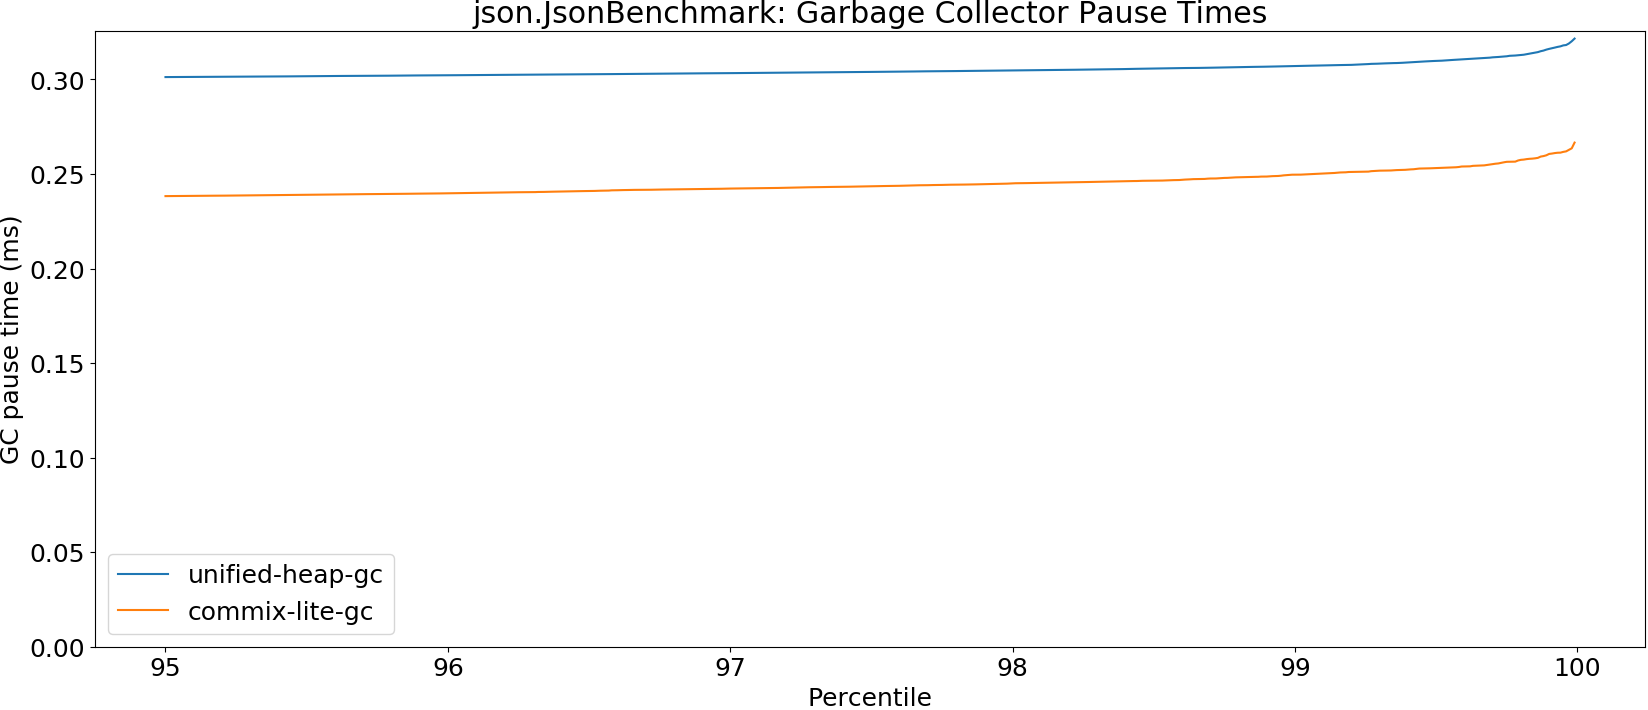 json.JsonBenchmark: Garbage Collector Pause Times
GC pause time (ms)
0.30
0.25
0.20
0.15
0.10
0.05
0.00
unified-heap-gc
commix-lite-gc
95 96 97 98 99 100
Percentile